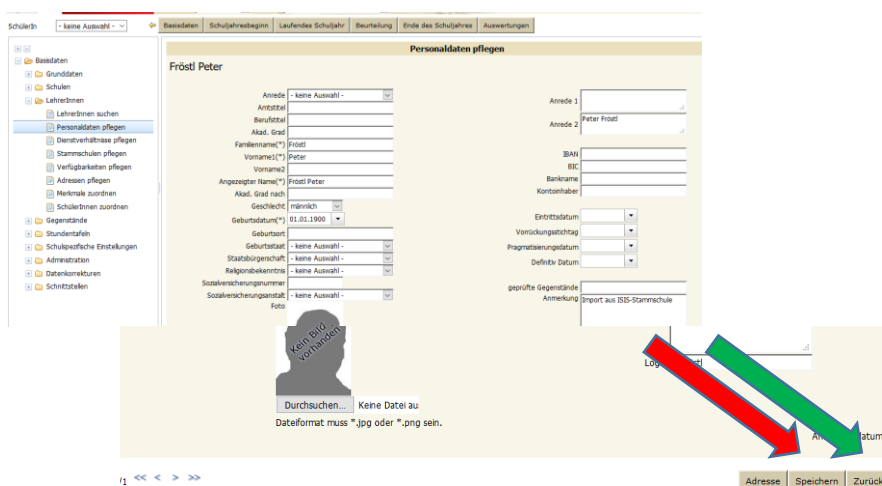 SchülerIn - keine Auswahl - Basisdaten Schuljahresbeginn Laufendes Schuljahr Beurteilung Ende des Schuljahres Auswertungen
Basisdaten
Grunddaten
Schulen
LehrerInnen
LehrerInnen suchen
Personaldaten pflegen
Dienstverhältnisse pflegen
Stammschulen pflegen
Verfügbarkeiten pflegen
Adressen pflegen
Merkmale zuordnen
SchülerInnen zuordnen
Gegenstände
Stundentafeln
Schulspezifische Einstellungen
Administration
Datenkorrekturen
Schnittstellen
Personaldaten pflegen
Fröstl Peter
Anrede - keine Auswahl -
Amtstitel
Berufstitel
Akad. Grad
Familienname(*) Fröstl
Vorname1(*) Peter
Vorname2
Angezeigter Name(*) Fröstl Peter
Akad. Grad nach
Geschlecht männlich
Geburtsdatum(*) 01.01.1900
Geburtsort
Geburtsstaat - keine Auswahl -
Staatsbürgerschaft - keine Auswahl -
Religionsbekenntnis - keine Auswahl -
Sozialversicherungsnummer
Sozialversicherungsanstalt - keine Auswahl -
Foto
Kein Bild
vorhanden
Durchsuchen... Keine Datei au
Dateiformat muss *.jpg oder *.png sein.
Anrede 1
Anrede 2 Peter Fröstl
IBAN
BIC
Bankname
Kontoinhaber
Eintrittsdatum
Vorrückungsstichtag
Pragmatisierungsdatum
Definitiv Datum
geprüfte Gegenstände
Anmerkung Import aus ISIS-Stammschule
/1 << < > >>
Adresse Speichern Zurück